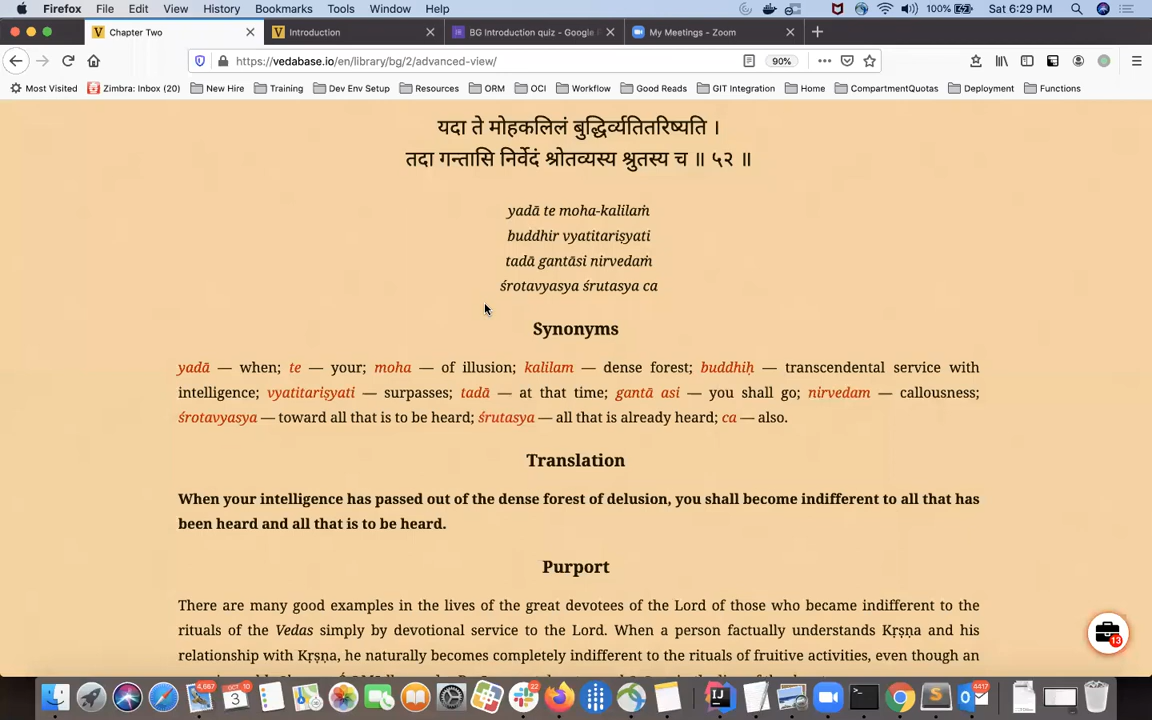 Firefox File Edit View History Bookmarks Tools Window Help 100% Sat 6:29 PM
Chapter Two Introduction BG Introduction quiz - Google F My Meetings - Zoom
https://vedabase.io/en/library/bg/2/advanced-view/ 90%
Most Visited Zimbra: Inbox (20) New Hire Training Dev Env Setup Resources ORM OCI Workflow Good Reads GIT Integration Home CompartmentQuotas Deployment Functions
यदा ते मोहकलिलं बुद्धिर्व्यतितरिष्यति ।
तदा गन्तासि निर्वेदं श्रोतव्यस्य श्रुतस्य च ॥ ५२ ॥
yadā te moha-kalilaṁ
buddhir vyatitariṣyati
tadā gantāsi nirvedaṁ
śrotavyasya śrutasya ca
Synonyms
yadā — when; te — your; moha — of illusion; kalilam — dense forest; buddhiḥ — transcendental service with
intelligence; vyatitariṣyati — surpasses; tadā — at that time; gantā asi — you shall go; nirvedam — callousness;
śrotavyasya — toward all that is to be heard; śrutasya — all that is already heard; ca — also.
Translation
When your intelligence has passed out of the dense forest of delusion, you shall become indifferent to all that has
been heard and all that is to be heard.
Purport
There are many good examples in the lives of the great devotees of the Lord of those who became indifferent to the
rituals of the Vedas simply by devotional service to the Lord. When a person factually understands Kṛṣṇa and his
relationship with Kṛṣṇa, he naturally becomes completely indifferent to the rituals of fruitive activities, even though an
13
4,667 OCT 3 22 4417